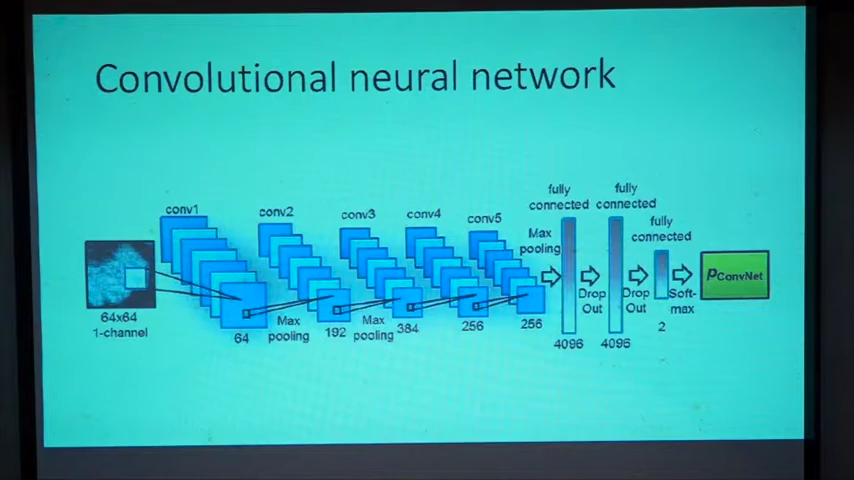 Convolutional neural network
conv1
conv2
conv3
conv4
conv5
fully
connected
fully
connected
fully
connected
Max
pooling
64x64
1-channel
64
Max
pooling
192
Max
pooling
384
256
256
4096
Drop
Out
4096
Drop
Out
2
Soft-
max
PConvNet